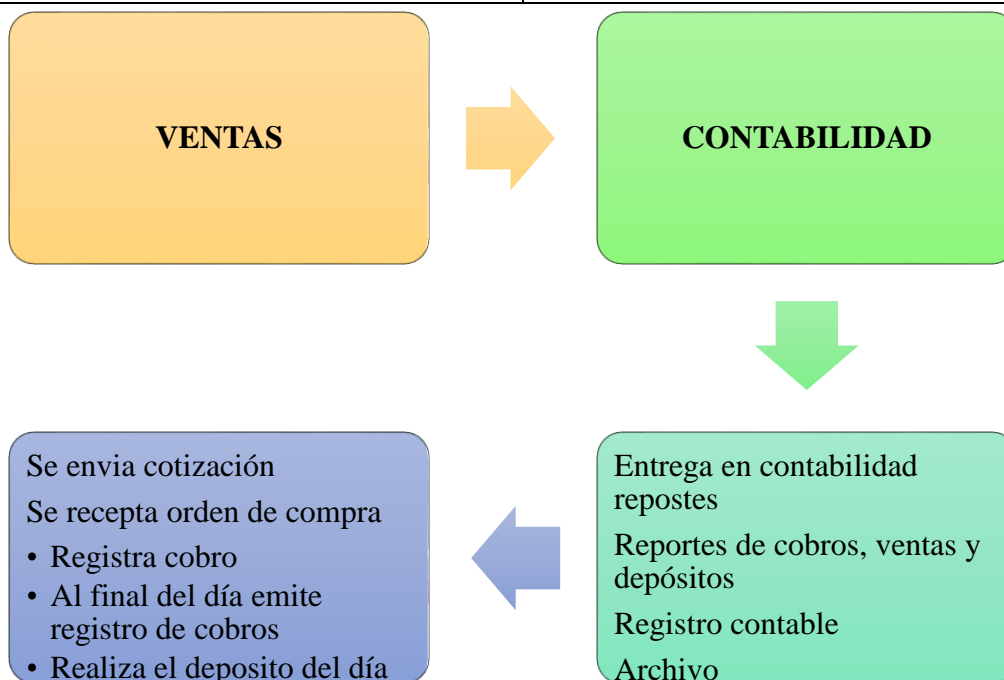 VENTAS
CONTABILIDAD
Se envia cotización
Se recepta orden de compra
• Registra cobro
• Al final del día emite
registro de cobros
• Realiza el deposito del día
Entrega en contabilidad
repostes
Reportes de cobros, ventas y
depósitos
Registro contable
Archivo